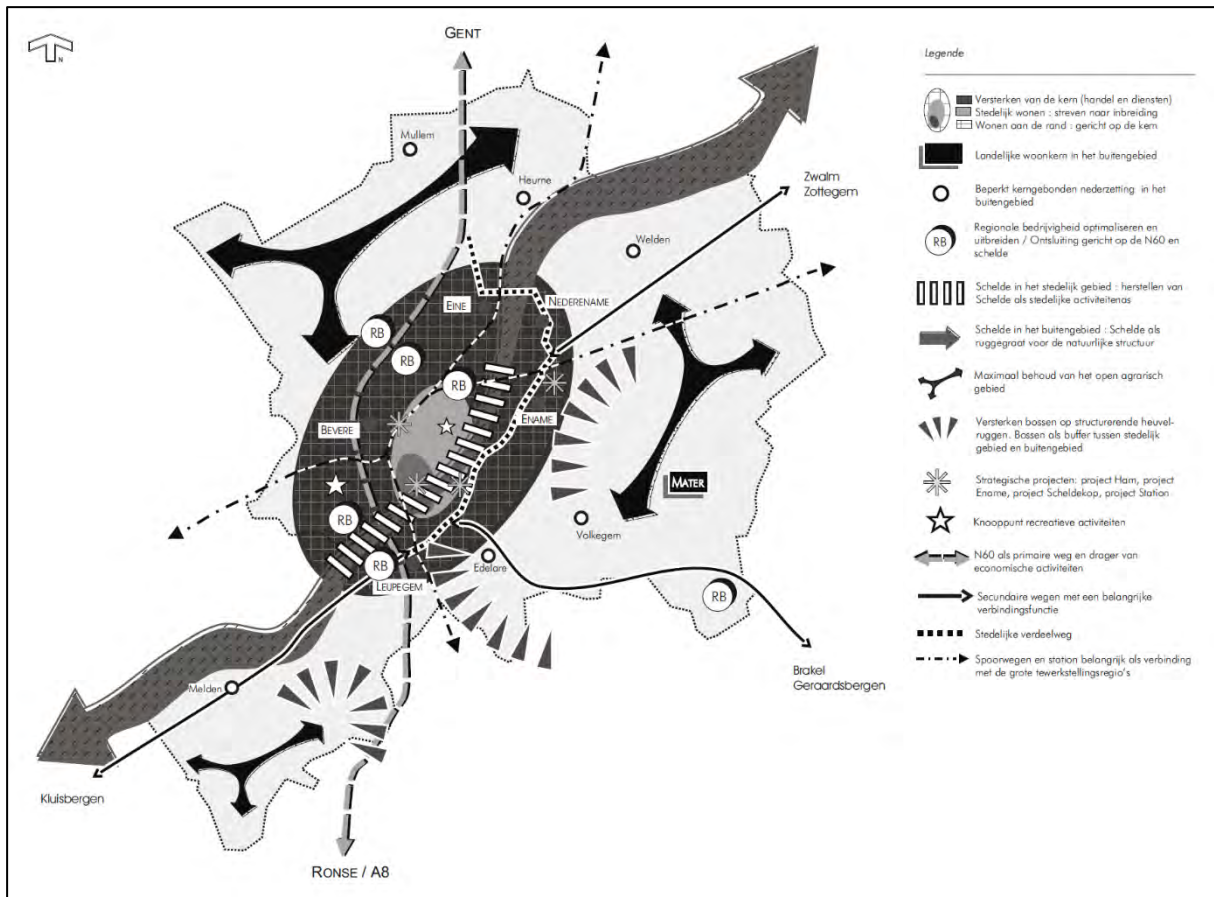 N
GENT
Mullem
Heurne
Zwalm
Zottegem
Welden
EINE
NEDERENAME
RB
RB
RB
ENAME
BEVERE
MATER
RB
Volkegem
RB
Edelare
LEUPEGEM
RB
Melden
Brakel
Geraardsbergen
Kluisbergen
RONSE / A8
Legende
Versterken van de kern (handel en diensten)
Stedelijk wonen : streven naar inbreiding
Wonen aan de rand : gericht op de kern
Landelijke woonkern in het buitengebied
Beperkt kerngebonden nederzetting in het
buitengebied
RB
Regionale bedrijvigheid optimaliseren en
uitbreiden / Ontsluiting gericht op de N60 en
schelde
Schelde in het stedelijk gebied : herstellen van
Schelde als stedelijke activiteitenas
Schelde in het buitengebied : Schelde als
ruggegraat voor de natuurlijke structuur
Maximaal behoud van het open agrarisch
gebied
Versterken bossen op structurerende heuvel-
ruggen. Bossen als buffer tussen stedelijk
gebied en buitengebied
Strategische projecten: project Ham, project
Ename, project Scheldekop, project Station
Knooppunt recreatieve activiteiten
N60 als primaire weg en drager van
economische activiteiten
Secundaire wegen met een belangrijke
verbindingsfunctie
Stedelijke verdeelweg
Spoorwegen en station belangrijk als verbinding
met de grote tewerkstellingsregio's